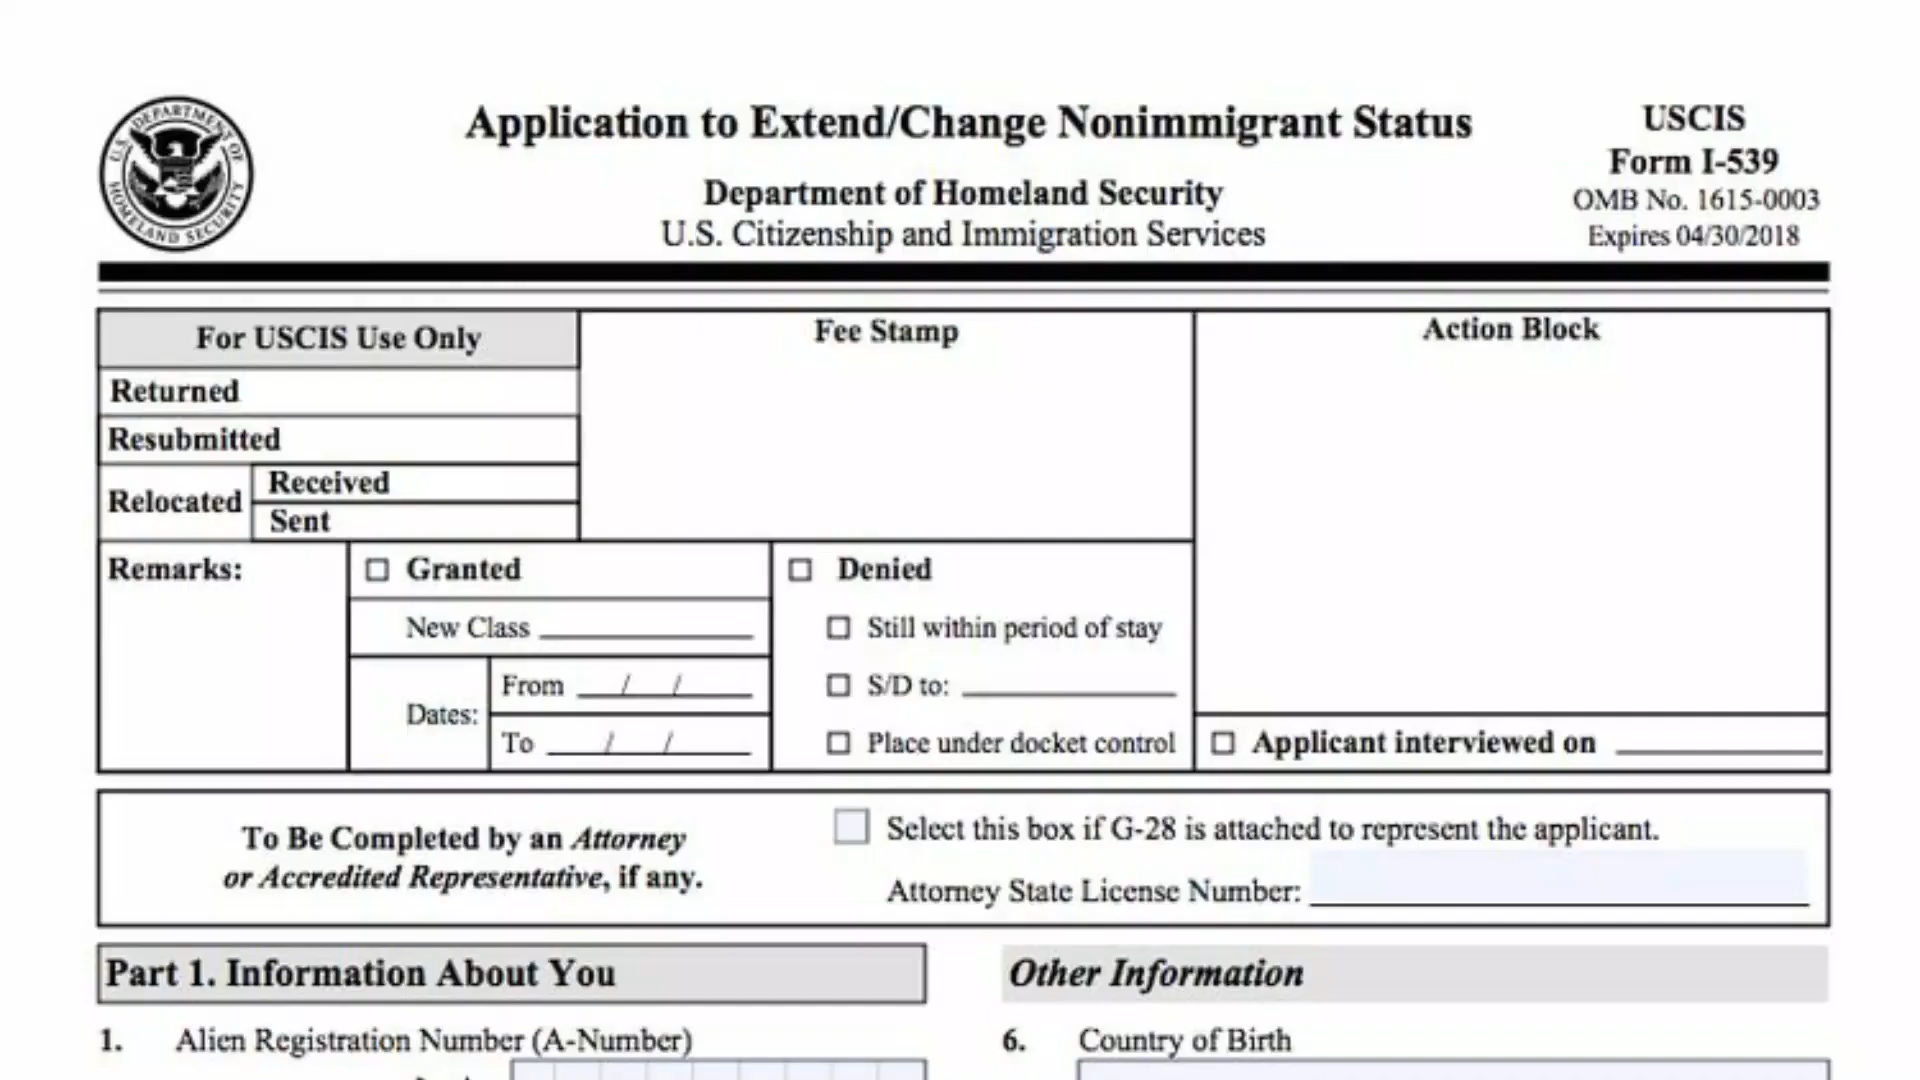 U.S. DEPARTMENT OF HOMELAND SECURITY
Application to Extend/Change Nonimmigrant Status
Department of Homeland Security
U.S. Citizenship and Immigration Services
USCIS
Form I-539
OMB No. 1615-0003
Expires 04/30/2018
For USCIS Use Only
Returned
Resubmitted
Relocated
Received
Sent
Fee Stamp
Action Block
Remarks:
Granted
New Class
Dates:
From / /
To / /
Denied
Still within period of stay
S/D to:
Place under docket control
Applicant interviewed on
To Be Completed by an Attorney
or Accredited Representative, if any.
Select this box if G-28 is attached to represent the applicant.
Attorney State License Number:
Part 1. Information About You
1. Alien Registration Number (A-Number)
Other Information
6. Country of Birth